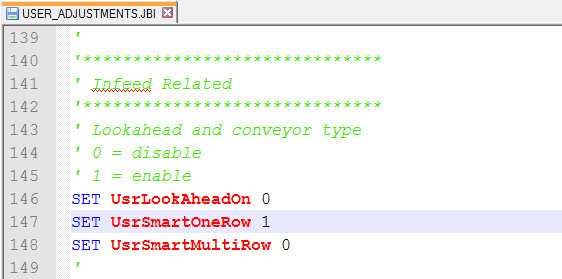 USER_ADJUSTMENTS.JBI
139 '
140 '******************************
141 ' Infeed Related
142 '******************************
143 ' Lookahead and conveyor type
144 ' 0 = disable
145 ' 1 = enable
146 SET UsrLookAheadOn 0
147 SET UsrSmartOneRow 1
148 SET UsrSmartMultiRow 0
149 '